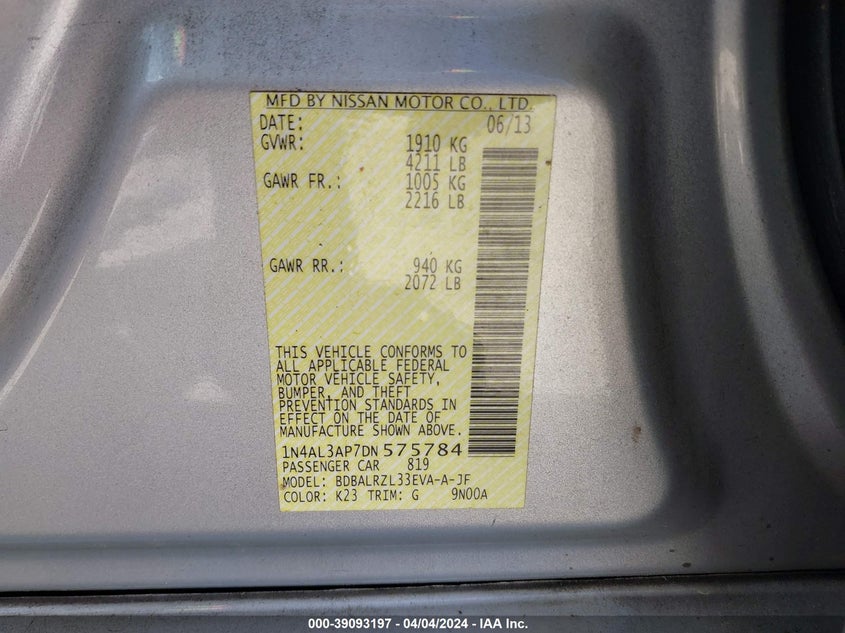 MFD BY NISSAN MOTOR CO., LTD.
DATE: 06/13
GVWR: 1910 KG
4211 LB
GAWR FR.: 1005 KG
2216 LB
GAWR RR.: 940 KG
2072 LB
THIS VEHICLE CONFORMS TO
ALL APPLICABLE FEDERAL
MOTOR VEHICLE SAFETY,
BUMPER, AND THEFT
PREVENTION STANDARDS IN
EFFECT ON THE DATE OF
MANUFACTURE SHOWN ABOVE.
1N4AL3AP7DN575784
PASSENGER CAR 819
MODEL: BDBALRZL33EVA-A-JF
COLOR: K23 TRIM: G 9N00A
000-39093197 - 04/04/2024 - IAA Inc.